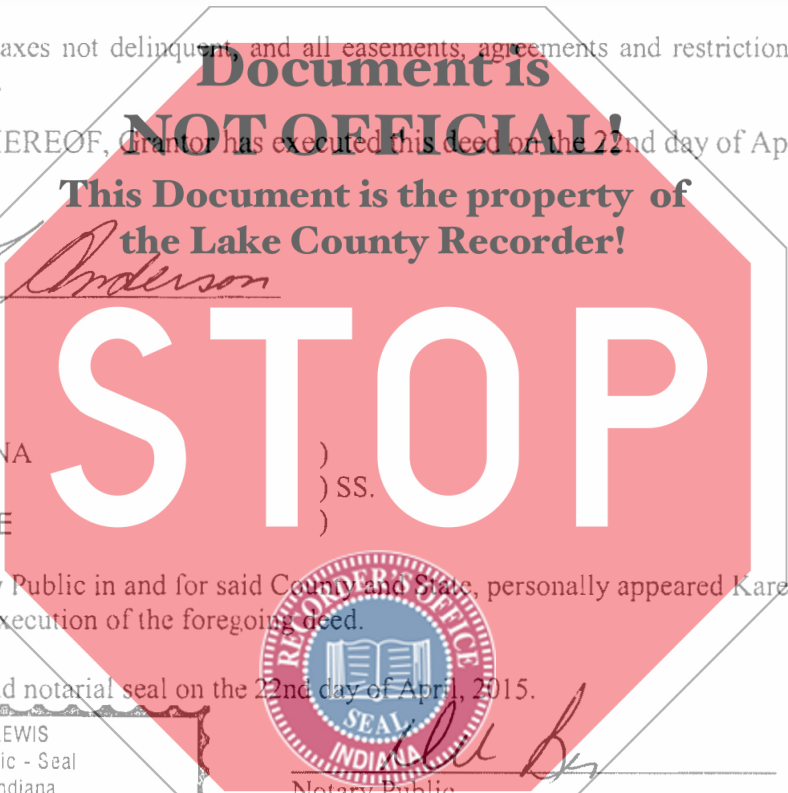 axes not delinquent, and all easements, agreements and restriction
Document is
NOT OFFICIAL!
EREOF, Grantor has executed this deed on the 22nd day of Ap
This Document is the property of
the Lake County Recorder!
Anderson
STOP
NA )
) SS.
E )
Public in and for said County and State, personally appeared Kare
xecution of the foregoing deed.
RECORDER'S OFFICE
SEAL
INDIANA
d notarial seal on the 22nd day of April, 2015.
EWIS
ic - Seal
ndiana
Notary Public